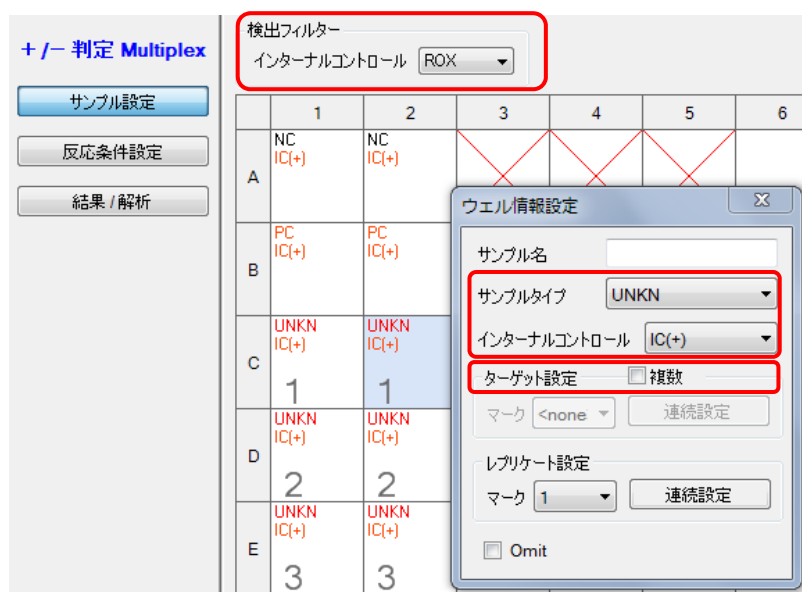 +/− 判定 Multiplex
サンプル設定
反応条件設定
結果 / 解析
検出フィルター
インターナルコントロール ROX
1 2 3 4 5 6
A
NC NC
IC(+) IC(+)
B
PC PC
IC(+) IC(+)
C
UNKN UNKN
IC(+) IC(+)
1 1
D
UNKN UNKN
IC(+) IC(+)
2 2
E
UNKN UNKN
IC(+) IC(+)
3 3
ウエル情報設定
サンプル名
サンプルタイプ UNKN
インターナルコントロール IC(+)
ターゲット設定 複数
マーク <none 連続設定
レプリケート設定
マーク 1 連続設定
Omit